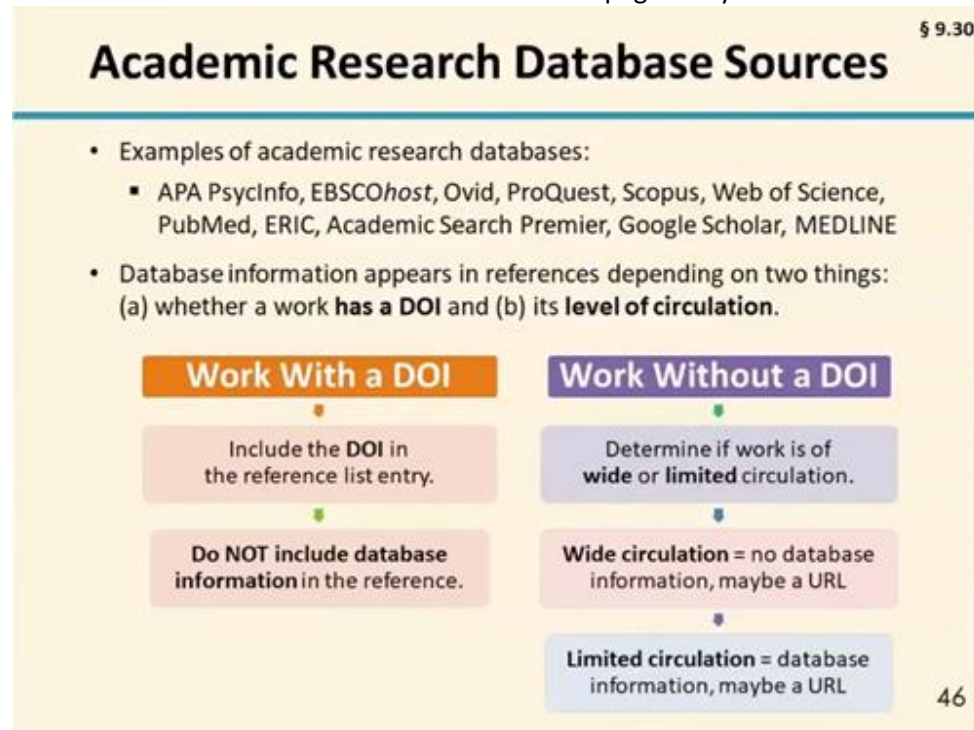 § 9.30
Academic Research Database Sources
• Examples of academic research databases:
▪ APA PsycInfo, EBSCOhost, Ovid, ProQuest, Scopus, Web of Science,
PubMed, ERIC, Academic Search Premier, Google Scholar, MEDLINE
• Database information appears in references depending on two things:
(a) whether a work has a DOI and (b) its level of circulation.
Work With a DOI
Include the DOI in
the reference list entry.
Do NOT include database
information in the reference.
Work Without a DOI
Determine if work is of
wide or limited circulation.
Wide circulation = no database
information, maybe a URL
Limited circulation = database
information, maybe a URL
46